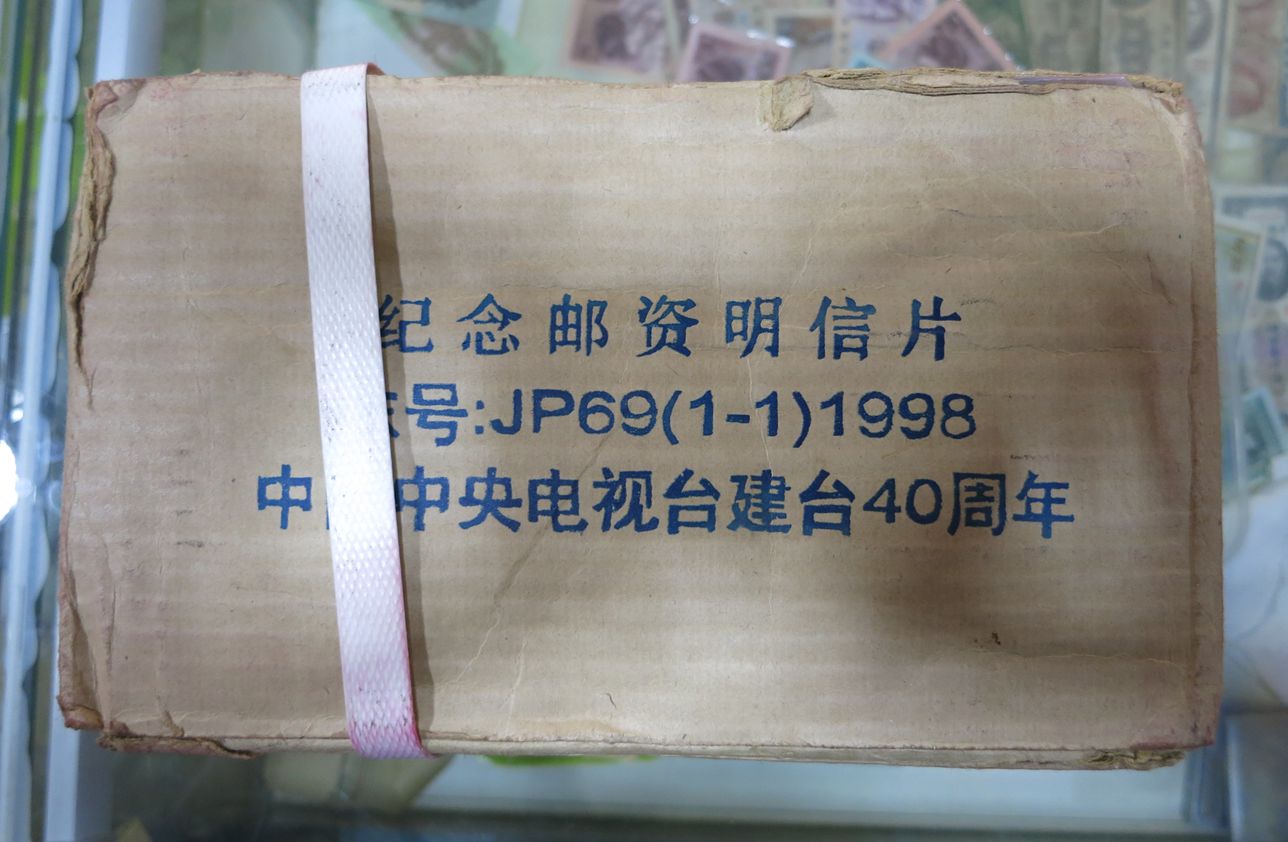 纪念邮资明信片
号:JP69(1-1)1998
中 中央电视台建台40周年